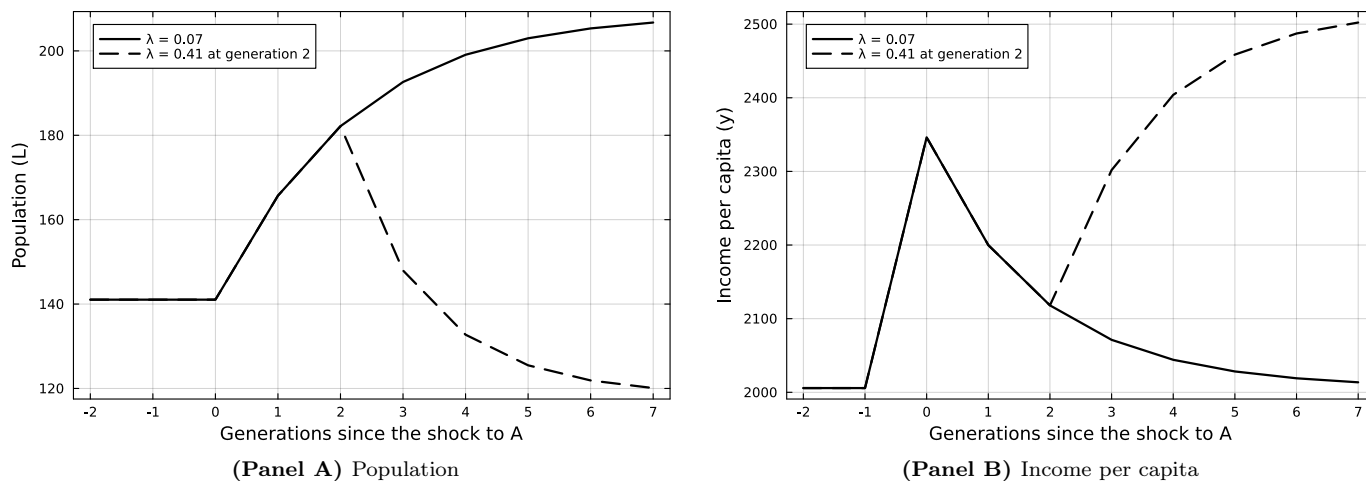 λ = 0.07
λ = 0.41 at generation 2
Population (L)
200
180
160
140
120
-2 -1 0 1 2 3 4 5 6 7
Generations since the shock to A
(Panel A) Population
λ = 0.07
λ = 0.41 at generation 2
Income per capita (y)
2500
2400
2300
2200
2100
2000
-2 -1 0 1 2 3 4 5 6 7
Generations since the shock to A
(Panel B) Income per capita